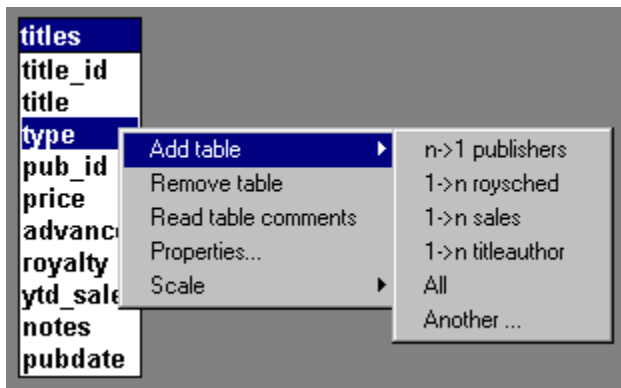 titles
title_id
title
type
pub_id
price
advanc
royalty
ytd_sale
notes
pubdate
Add table
Remove table
Read table comments
Properties...
Scale
n->1 publishers
1->n roysched
1->n sales
1->n titleauthor
All
Another ...